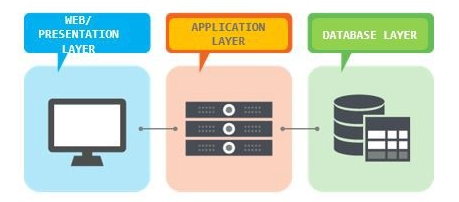 WEB/
PRESENTATION
LAYER
APPLICATION
LAYER
DATABASE LAYER